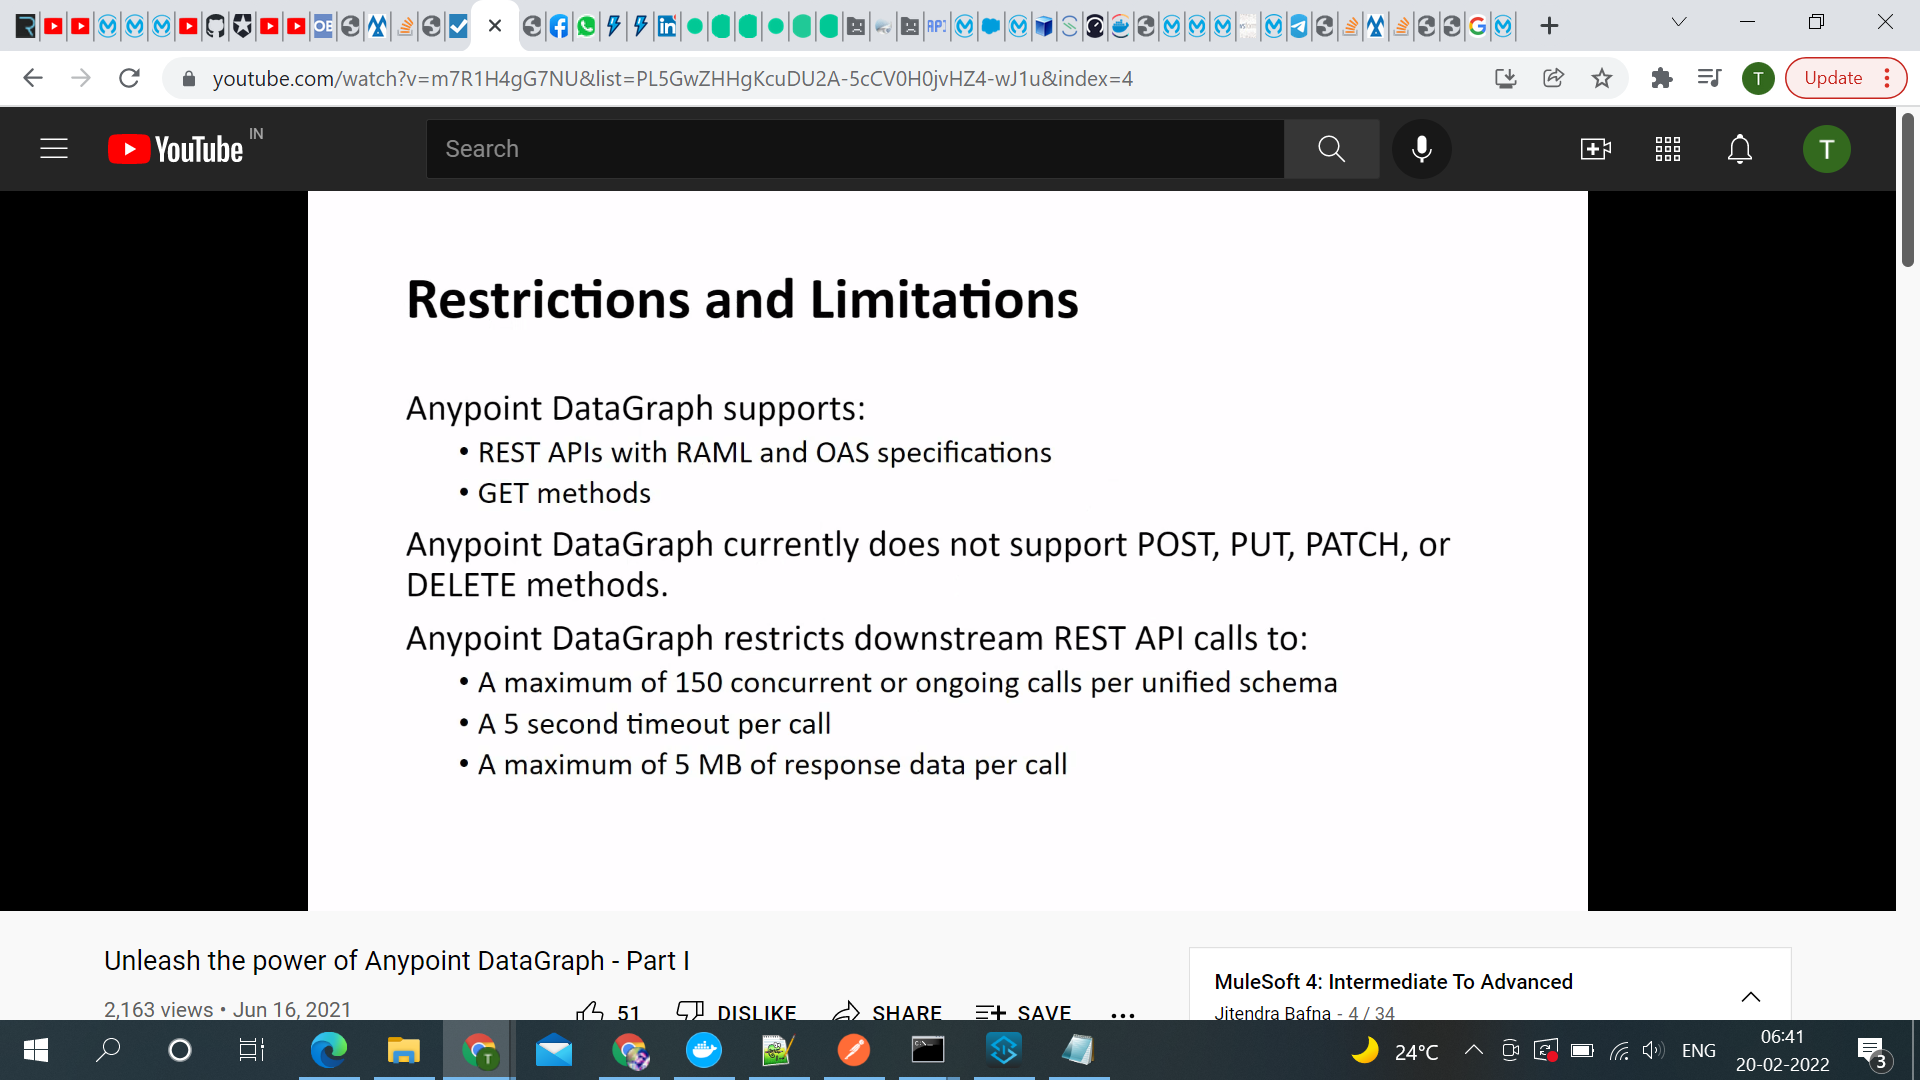 youtube.com/watch?v=m7R1H4gG7NU&list=PL5GwZHHgKcuDU2A-5cCV0H0jvHZ4-wJ1u&index=4
T
Update
YouTube IN
Search
T
Restrictions and Limitations
Anypoint DataGraph supports:
• REST APIs with RAML and OAS specifications
• GET methods
Anypoint DataGraph currently does not support POST, PUT, PATCH, or
DELETE methods.
Anypoint DataGraph restricts downstream REST API calls to:
• A maximum of 150 concurrent or ongoing calls per unified schema
• A 5 second timeout per call
• A maximum of 5 MB of response data per call
Unleash the power of Anypoint DataGraph - Part I
2,163 views • Jun 16, 2021
51 DISLIKE SHARE SAVE
MuleSoft 4: Intermediate To Advanced
Jitendra Bafna - 4 / 34
24°C
ENG
06:41
20-02-2022
3